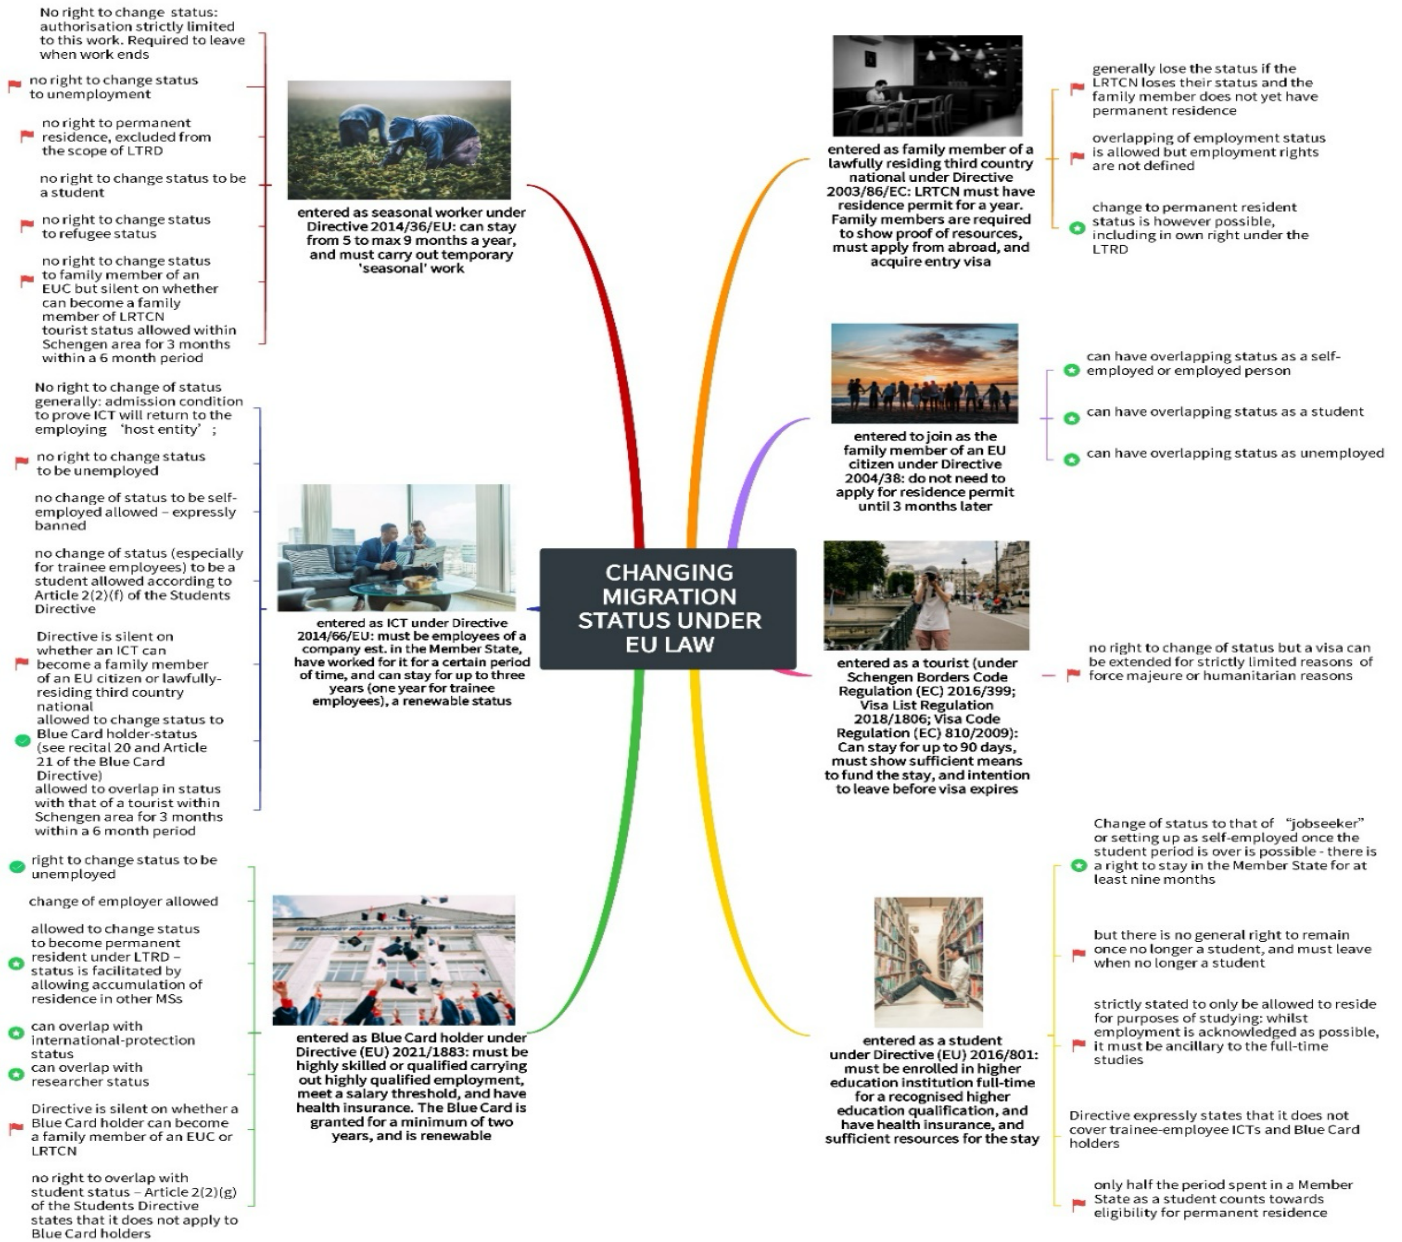 No right to change status:
authorisation strictly limited
to this work. Required to leave
when work ends
no right to change status
to unemployment
no right to permanent
residence, excluded from
the scope of LTRD
no right to change status to be
a student
no right to change status
to refugee status
no right to change status
to family member of an
EUC but silent on whether
can become a family
member of LRTCN
tourist status allowed within
Schengen area for 3 months
within a 6 month period
entered as seasonal worker under
Directive 2014/36/EU: can stay
from 5 to max 9 months a year,
and must carry out temporary
'seasonal' work
No right to change of status
generally: admission condition
to prove ICT will return to the
employing ‘host entity’ ;
no right to change status
to be unemployed
no change of status to be self-
employed allowed – expressly
banned
no change of status (especially
for trainee employees) to be a
student allowed according to
Article 2(2)(f) of the Students
Directive
Directive is silent on
whether an ICT can
become a family member
of an EU citizen or lawfully-
residing third country
national
allowed to change status to
Blue Card holder-status
(see recital 20 and Article
21 of the Blue Card
Directive)
allowed to overlap in status
with that of a tourist within
Schengen area for 3 months
within a 6 month period
entered as ICT under Directive
2014/66/EU: must be employees of a
company est. in the Member State,
have worked for it for a certain period
of time, and can stay for up to three
years (one year for trainee
employees), a renewable status
right to change status to be
unemployed
change of employer allowed
allowed to change status
to become permanent
resident under LTRD –
status is facilitated by
allowing accumulation of
residence in other MSs
can overlap with
international-protection
status
can overlap with
researcher status
Directive is silent on whether a
Blue Card holder can become
a family member of an EUC or
LRTCN
no right to overlap with
student status – Article 2(2)(g)
of the Students Directive
states that it does not apply to
Blue Card holders
entered as Blue Card holder under
Directive (EU) 2021/1883: must be
highly skilled or qualified carrying
out highly qualified employment,
meet a salary threshold, and have
health insurance. The Blue Card is
granted for a minimum of two
years, and is renewable
CHANGING
MIGRATION
STATUS UNDER
EU LAW
entered as family member of a
lawfully residing third country
national under Directive
2003/86/EC: LRTCN must have
residence permit for a year.
Family members are required
to show proof of resources,
must apply from abroad, and
acquire entry visa
generally lose the status if the
LRTCN loses their status and the
family member does not yet have
permanent residence
overlapping of employment status
is allowed but employment rights
are not defined
change to permanent resident
status is however possible,
including in own right under the
LTRD
entered to join as the
family member of an EU
citizen under Directive
2004/38: do not need to
apply for residence permit
until 3 months later
can have overlapping status as a self-
employed or employed person
can have overlapping status as a student
can have overlapping status as unemployed
entered as a tourist (under
Schengen Borders Code
Regulation (EC) 2016/399;
Visa List Regulation
2018/1806; Visa Code
Regulation (EC) 810/2009):
Can stay for up to 90 days,
must show sufficient means
to fund the stay, and intention
to leave before visa expires
no right to change of status but a visa can
be extended for strictly limited reasons of
force majeure or humanitarian reasons
entered as a student
under Directive (EU) 2016/801:
must be enrolled in higher
education institution full-time
for a recognised higher
education qualification, and
have health insurance, and
sufficient resources for the stay
Change of status to that of “jobseeker”
or setting up as self-employed once the
student period is over is possible - there is
a right to stay in the Member State for at
least nine months
but there is no general right to remain
once no longer a student, and must leave
when no longer a student
strictly stated to only be allowed to reside
for purposes of studying: whilst
employment is acknowledged as possible,
it must be ancillary to the full-time
studies
Directive expressly states that it does not
cover trainee-employee ICTs and Blue Card
holders
only half the period spent in a Member
State as a student counts towards
eligibility for permanent residence